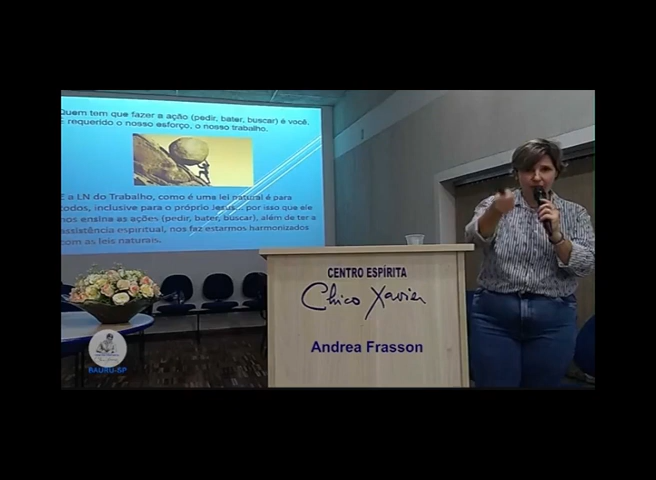 Quem tem que fazer a ação (pedir, bater, buscar) é você.
É requerido o nosso esforço, o nosso trabalho.
E a LN do Trabalho, como é uma lei natural é para
todos, inclusive para o próprio Jesus... por isso que ele
nos ensina as ações (pedir, bater, buscar), além de ter a
assistência espiritual, nos faz estarmos harmonizados
com as leis naturais.
CENTRO ESPÍRITA
Chico Xavier
Andrea Frasson
BAURU-SP